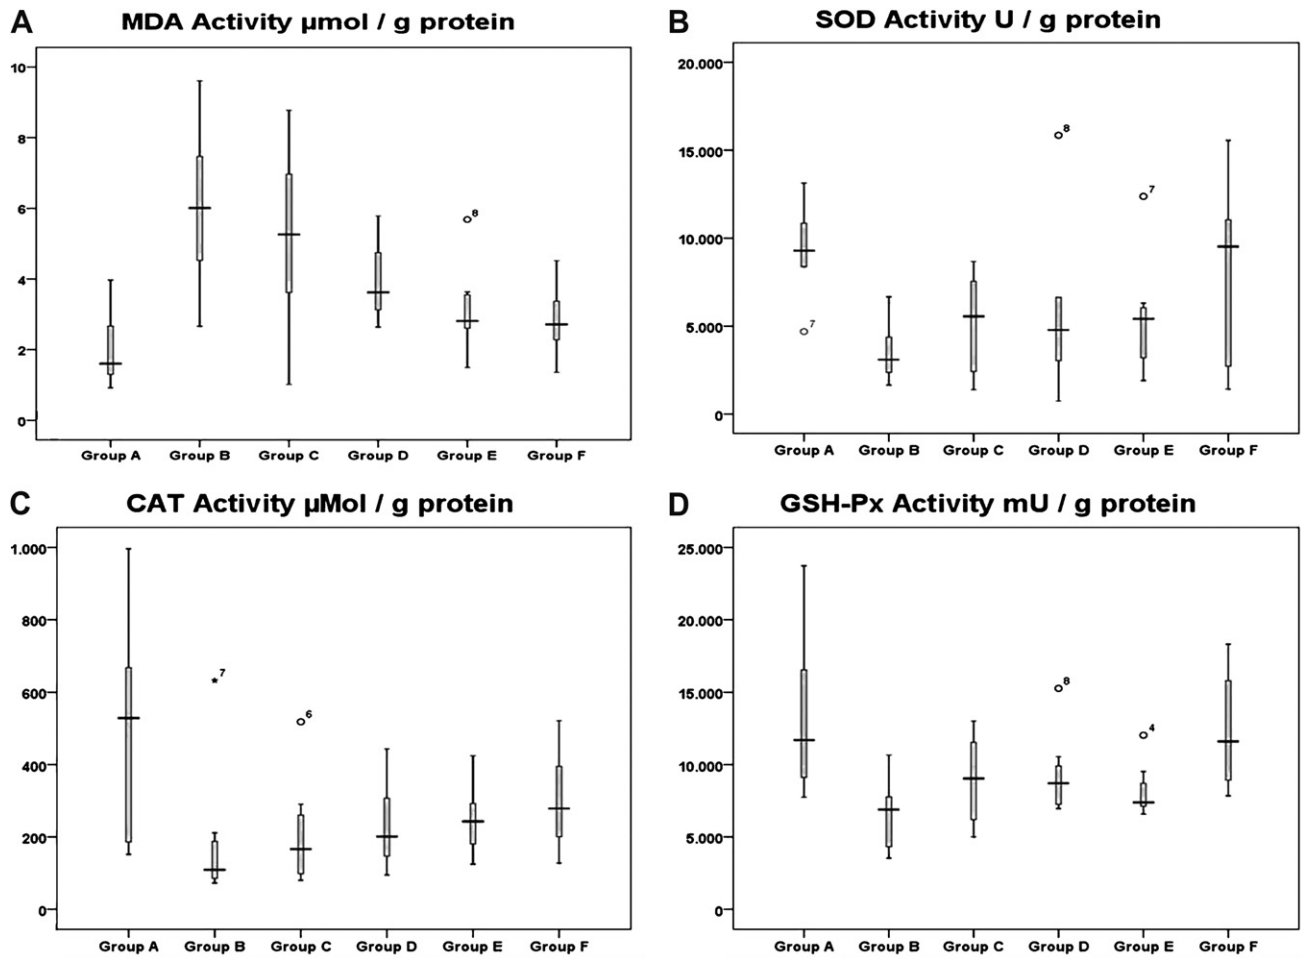 A
MDA Activity µmol / g protein
10
8
6
4
2
0
8
Group A Group B Group C Group D Group E Group F
B
SOD Activity U / g protein
20.000
15.000
10.000
5.000
0
7
8
7
Group A Group B Group C Group D Group E Group F
C
CAT Activity µMol / g protein
1.000
800
600
400
200
0
7
6
Group A Group B Group C Group D Group E Group F
D
GSH-Px Activity mU / g protein
25.000
20.000
15.000
10.000
5.000
0
8
4
Group A Group B Group C Group D Group E Group F